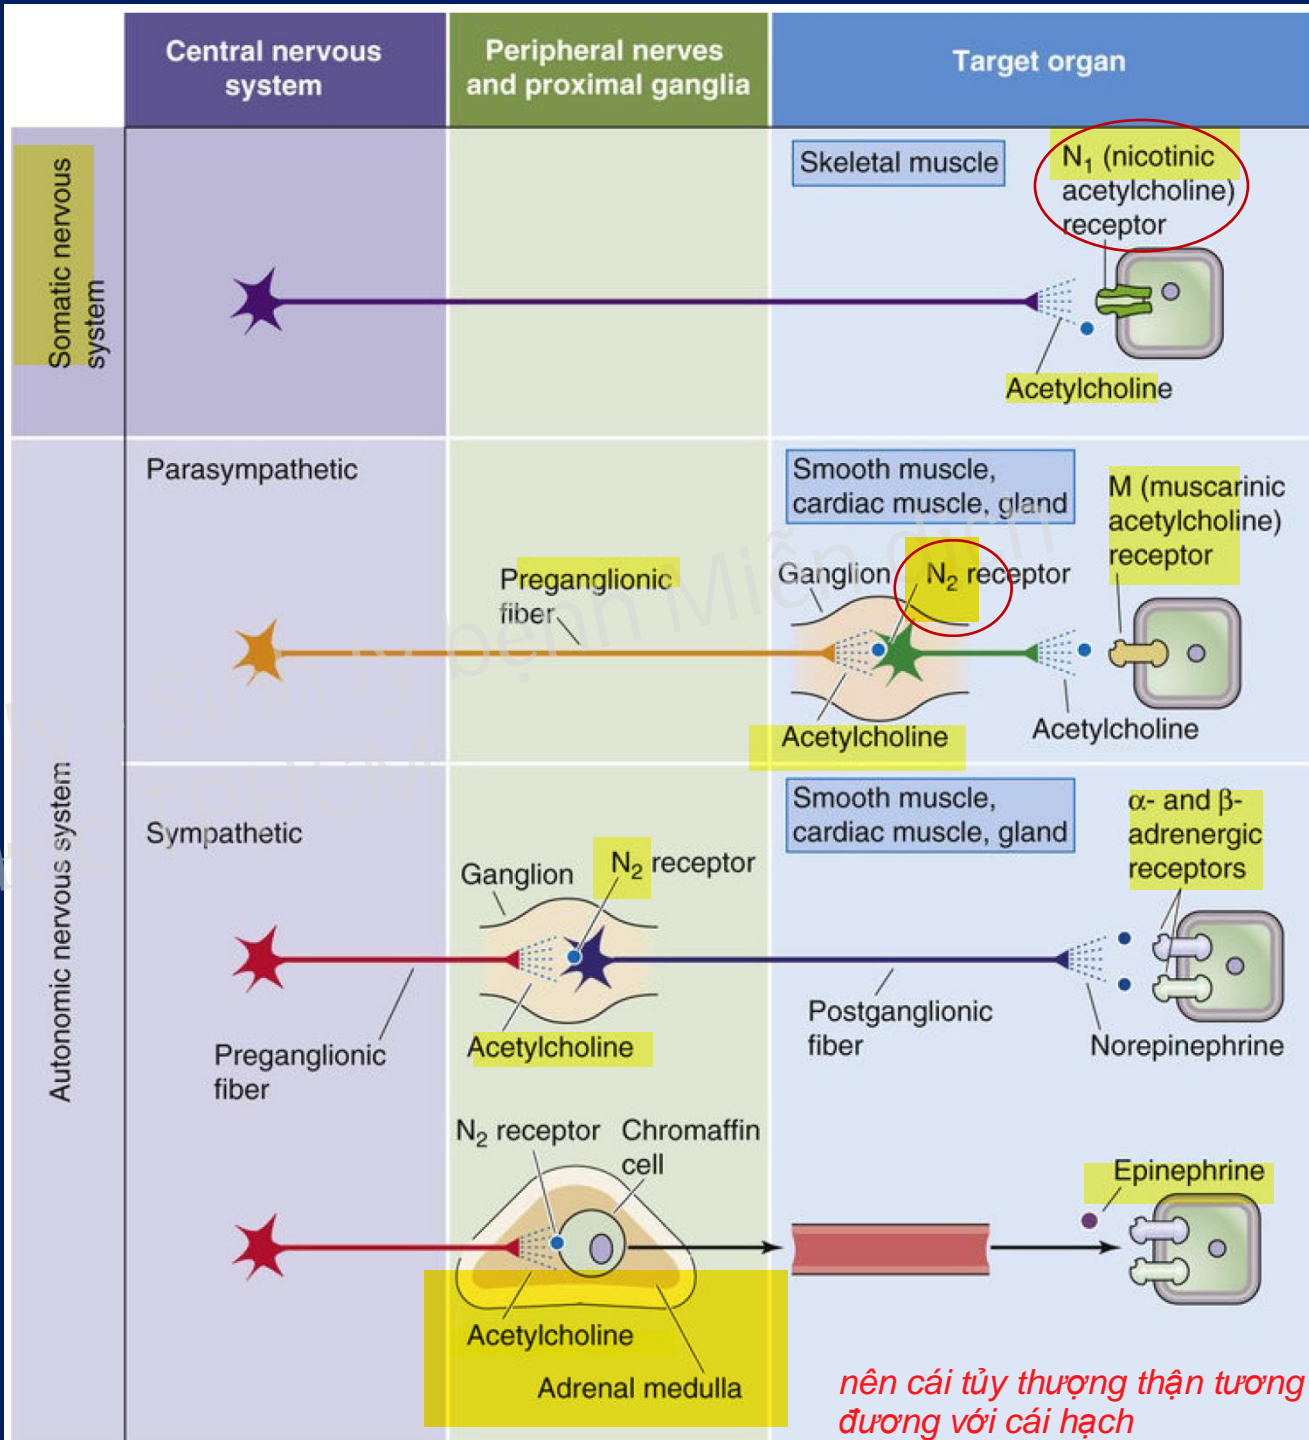 Central nervous
system
Peripheral nerves
and proximal ganglia
Target organ
Somatic nervous
system
Skeletal muscle
N₁ (nicotinic
acetylcholine)
receptor
Acetylcholine
Autonomic nervous system
Parasympathetic
Smooth muscle,
cardiac muscle, gland
M (muscarinic
acetylcholine)
receptor
Preganglionic
fiber
Ganglion
N₂ receptor
Acetylcholine
Acetylcholine
Sympathetic
Smooth muscle,
cardiac muscle, gland
α- and β-
adrenergic
receptors
Ganglion
N₂ receptor
Preganglionic
fiber
Acetylcholine
Postganglionic
fiber
Norepinephrine
N₂ receptor
Chromaffin
cell
Epinephrine
Acetylcholine
Adrenal medulla
nên cái tủy thượng thận tương
đương với cái hạch
bệnh Miễn dịch